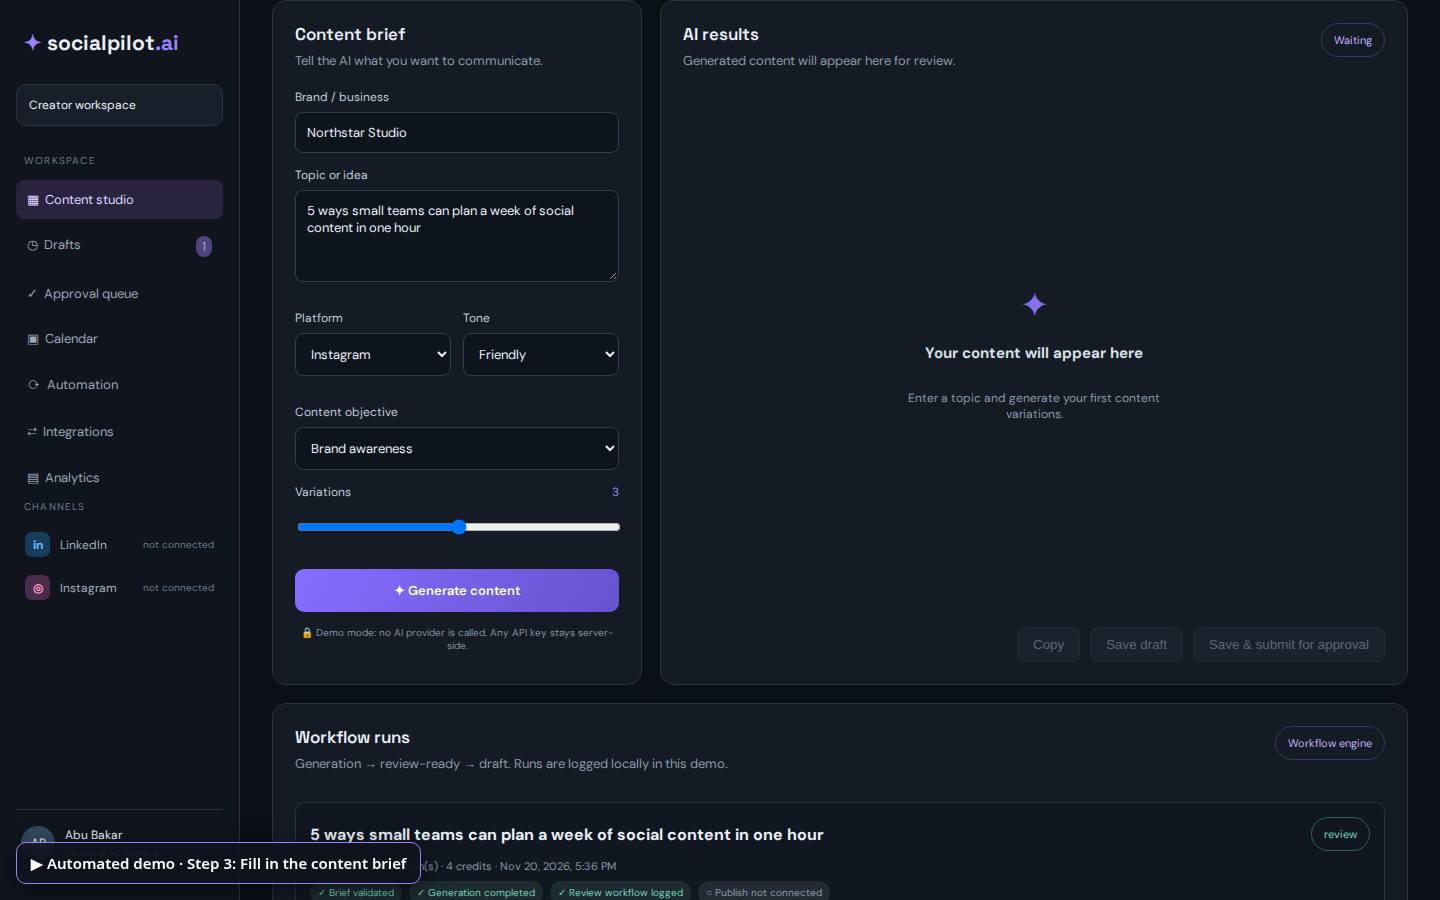 ✦ socialpilot.ai
Creator workspace
WORKSPACE
▦ Content studio
◷ Drafts 1
✓ Approval queue
▣ Calendar
⟳ Automation
⇄ Integrations
▤ Analytics
CHANNELS
in LinkedIn not connected
◎ Instagram not connected
Abu Bakar
▶ Automated demo · Step 3: Fill in the content brief
Content brief
Tell the AI what you want to communicate.
Brand / business
Northstar Studio
Topic or idea
5 ways small teams can plan a week of social
content in one hour
Platform Tone
Instagram Friendly
Content objective
Brand awareness
Variations 3
✦ Generate content
🔒 Demo mode: no AI provider is called. Any API key stays server-
side.
AI results
Waiting
Generated content will appear here for review.
✦
Your content will appear here
Enter a topic and generate your first content
variations.
Copy Save draft Save & submit for approval
Workflow runs
Workflow engine
Generation → review-ready → draft. Runs are logged locally in this demo.
5 ways small teams can plan a week of social content in one hour
review
(s) · 4 credits · Nov 20, 2026, 5:36 PM
✓ Brief validated ✓ Generation completed ✓ Review workflow logged ○ Publish not connected